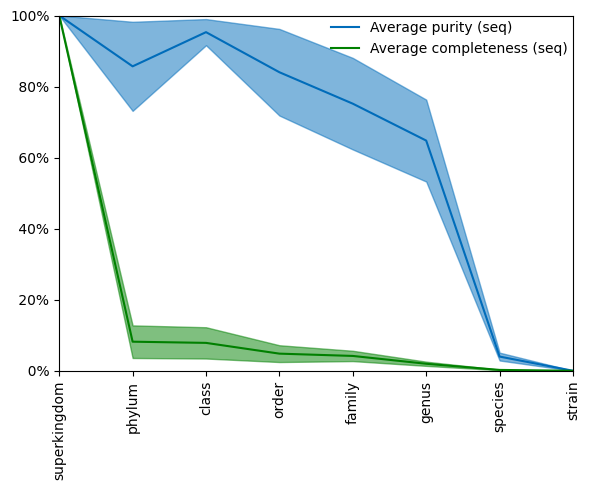 100%
80%
60%
40%
20%
0%
Average purity (seq)
Average completeness (seq)
superkingdom
phylum
class
order
family
genus
species
strain